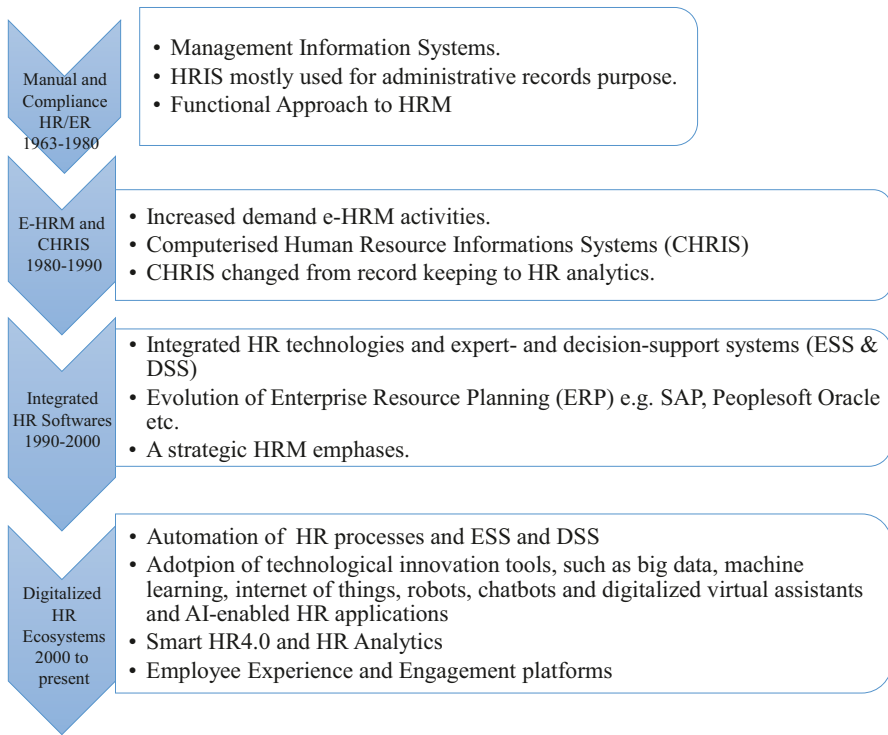 Manual and
Compliance
HR/ER
1963-1980
• Management Information Systems.
• HRIS mostly used for administrative records purpose.
• Functional Approach to HRM
E-HRM and
CHRIS
1980-1990
• Increased demand e-HRM activities.
• Computerised Human Resource Informations Systems (CHRIS)
• CHRIS changed from record keeping to HR analytics.
Integrated
HR Softwares
1990-2000
• Integrated HR technologies and expert- and decision-support systems (ESS &
DSS)
• Evolution of Enterprise Resource Planning (ERP) e.g. SAP, Peoplesoft Oracle
etc.
• A strategic HRM emphases.
Digitalized
HR
Ecosystems
2000 to
present
• Automation of HR processes and ESS and DSS
• Adotpion of technological innovation tools, such as big data, machine
learning, internet of things, robots, chatbots and digitalized virtual assistants
and AI-enabled HR applications
• Smart HR4.0 and HR Analytics
• Employee Experience and Engagement platforms